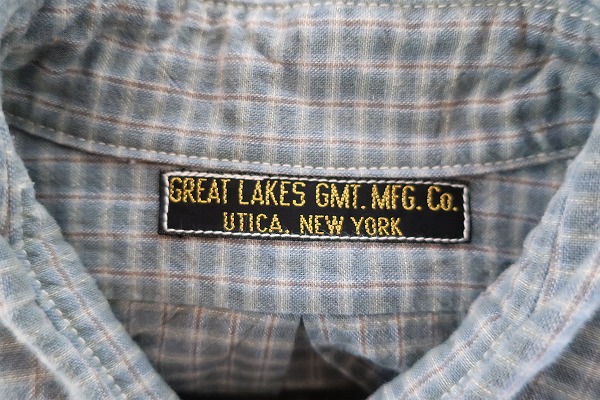 GREAT LAKES GMT. MFG. Co.
UTICA, NEW YORK